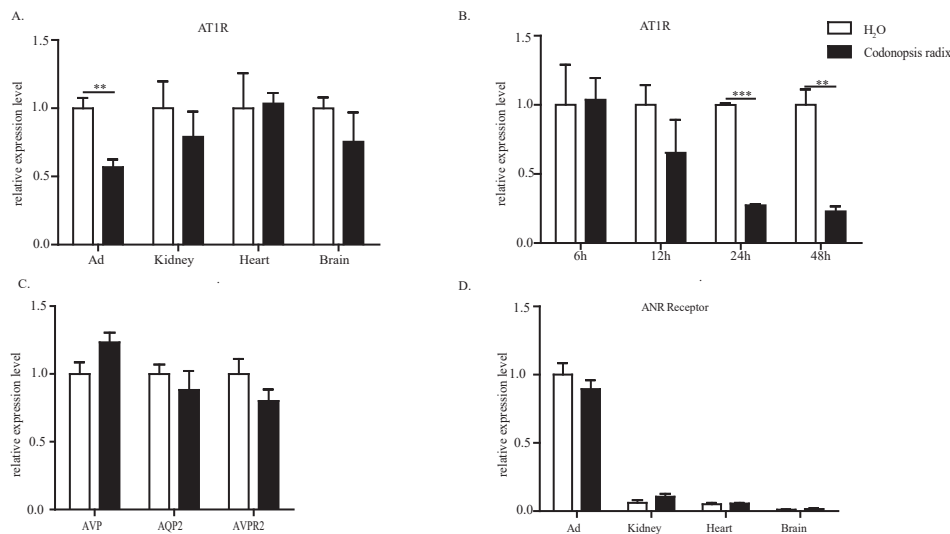 A.
AT1R
1.5
**
1.0
0.5
0.0
relative expression level
Ad Kidney Heart Brain
B.
AT1R
H₂O
Codonopsis radix
1.5
***
**
1.0
0.5
0.0
relative expression level
6h 12h 24h 48h
C.
1.5
1.0
0.5
0.0
relative expression level
AVP AQP2 AVPR2
D.
ANR Receptor
1.5
1.0
0.5
0.0
relative expression level
Ad Kidney Heart Brain